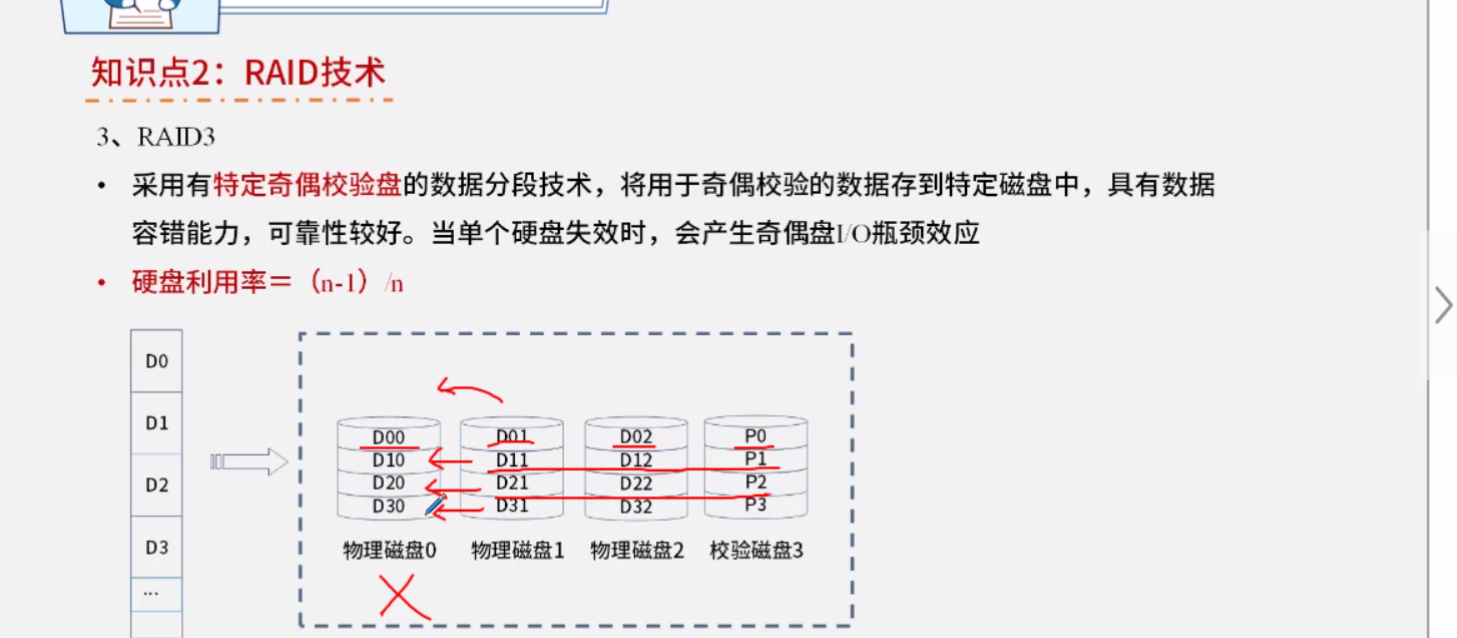 知识点2：RAID技术
3、RAID3
• 采用有特定奇偶校验盘的数据分段技术，将用于奇偶校验的数据存到特定磁盘中，具有数据
容错能力，可靠性较好。当单个硬盘失效时，会产生奇偶盘I/O瓶颈效应
• 硬盘利用率＝（n-1）/n
D0
D1
D2
D3
...
D00 D01 D02 P0
D10 D11 D12 P1
D20 D21 D22 P2
D30 D31 D32 P3
物理磁盘0 物理磁盘1 物理磁盘2 校验磁盘3